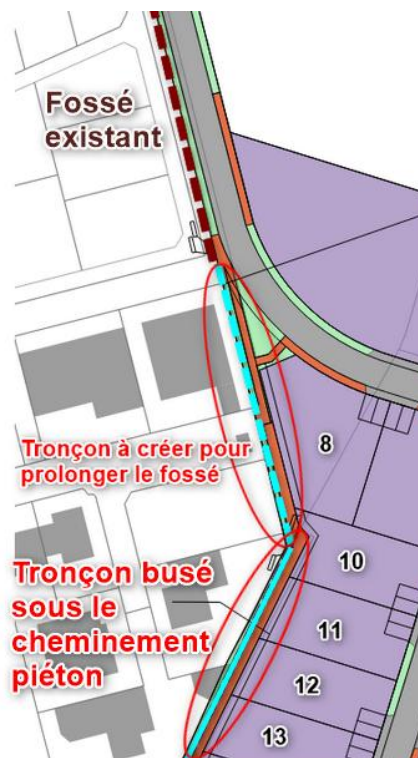 Fossé
existant
8
Tronçon à créer pour
prolonger le fossé
10
Tronçon busé
sous le
cheminement
piéton
11
12
13